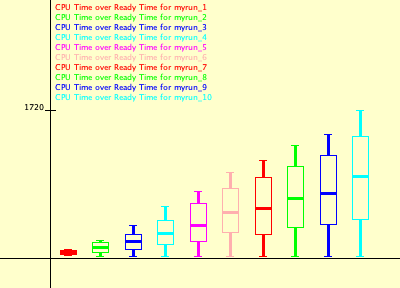 CPU Time over Ready Time for myrun_1
CPU Time over Ready Time for myrun_2
CPU Time over Ready Time for myrun_3
CPU Time over Ready Time for myrun_4
CPU Time over Ready Time for myrun_5
CPU Time over Ready Time for myrun_6
CPU Time over Ready Time for myrun_7
CPU Time over Ready Time for myrun_8
CPU Time over Ready Time for myrun_9
CPU Time over Ready Time for myrun_10
1720